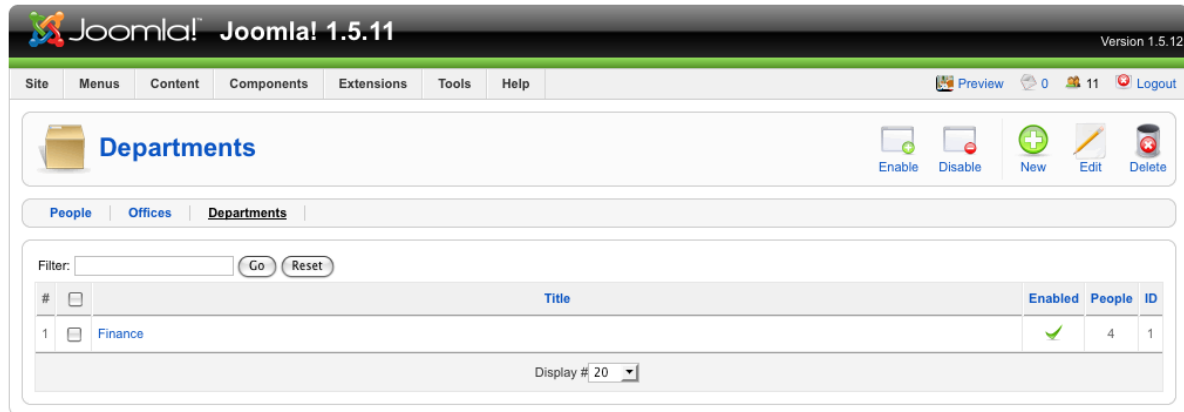 Joomla! Joomla! 1.5.11
Version 1.5.12
Site Menus Content Components Extensions Tools Help Preview 0 11 Logout
Departments
Enable Disable New Edit Delete
People Offices Departments
Filter: Go Reset
# Title Enabled People ID
1 Finance 4 1
Display # 20